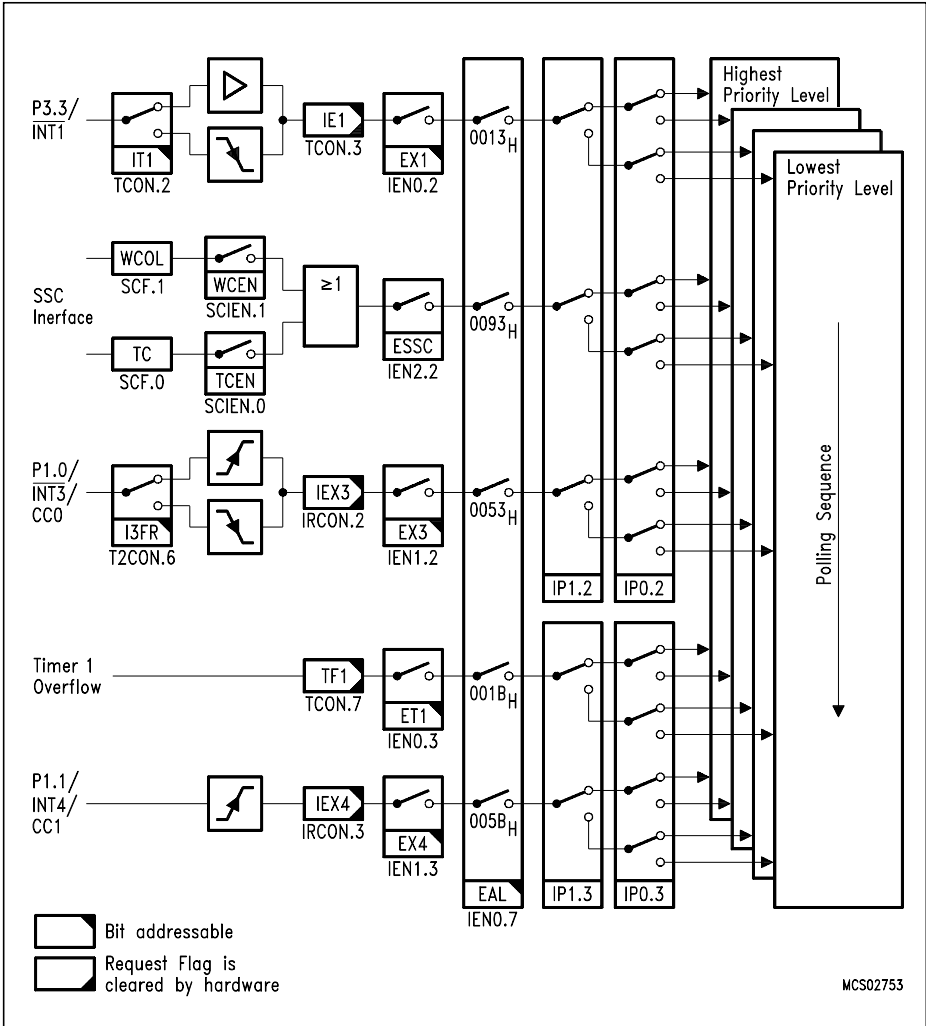 P3.3/
INT1
IT1
TCON.2
IE1
TCON.3
EX1
IEN0.2
0013H
Highest
Priority Level
Lowest
Priority Level
SSC
Inerface
WCOL
SCF.1
WCEN
SCIEN.1
TC
SCF.0
TCEN
SCIEN.0
≥1
ESSC
IEN2.2
0093H
P1.0/
INT3/
CC0
I3FR
T2CON.6
IEX3
IRCON.2
EX3
IEN1.2
0053H
IP1.2
IP0.2
Polling Sequence
Timer 1
Overflow
TF1
TCON.7
ET1
IEN0.3
001BH
P1.1/
INT4/
CC1
IEX4
IRCON.3
EX4
IEN1.3
005BH
EAL
IEN0.7
IP1.3
IP0.3
Bit addressable
Request Flag is
cleared by hardware
MCS02753